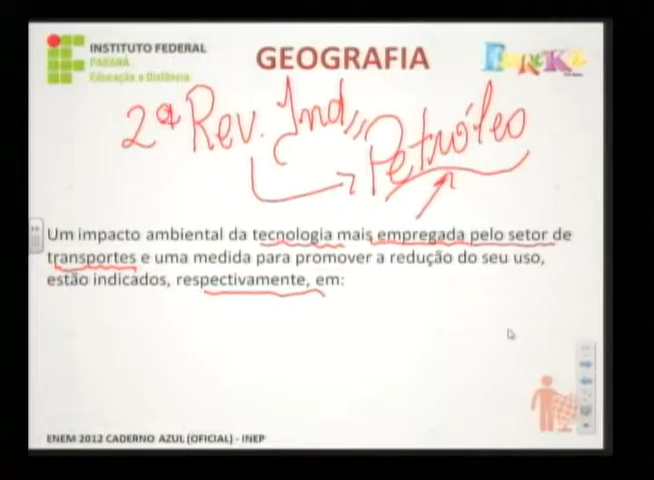 INSTITUTO FEDERAL
PARANÁ
Educação a Distância
GEOGRAFIA
EUREKA
2ª Rev. Ind,,
Petróleo
Um impacto ambiental da tecnologia mais empregada pelo setor de
transportes e uma medida para promover a redução do seu uso,
estão indicados, respectivamente, em:
ENEM 2012 CADERNO AZUL (OFICIAL) - INEP